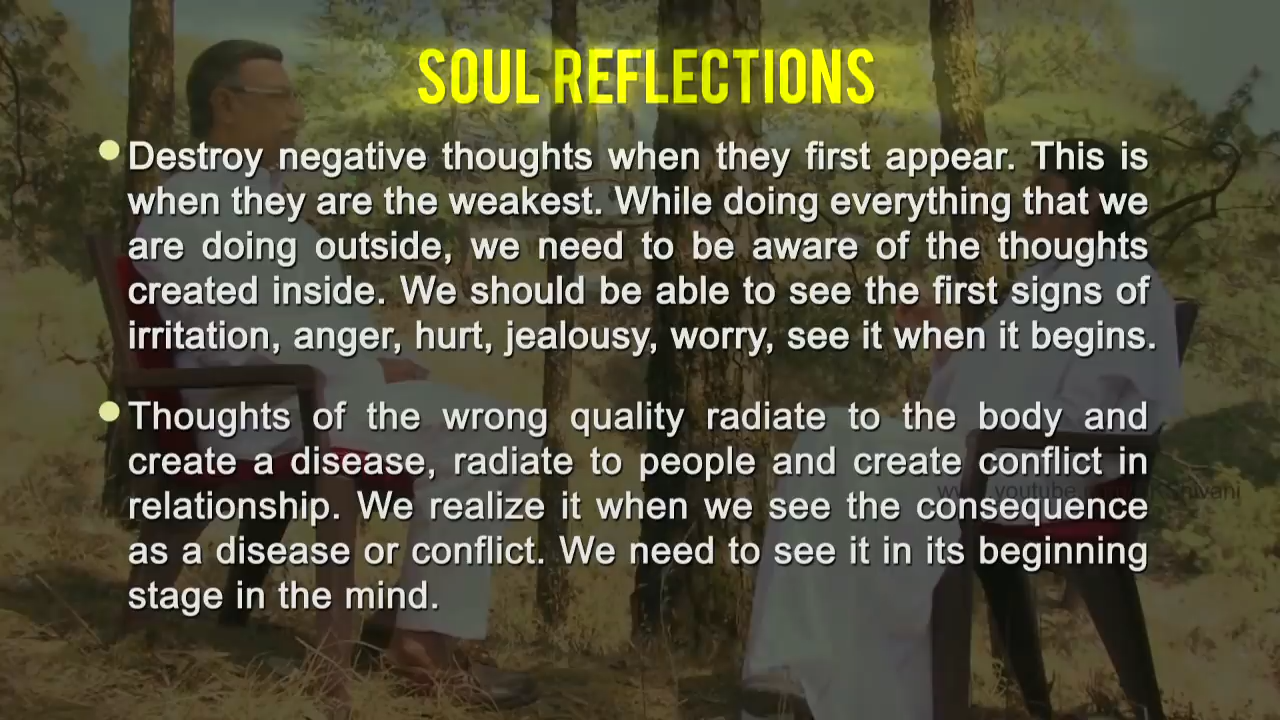 SOUL REFLECTIONS
Destroy negative thoughts when they first appear. This is
when they are the weakest. While doing everything that we
are doing outside, we need to be aware of the thoughts
created inside. We should be able to see the first signs of
irritation, anger, hurt, jealousy, worry, see it when it begins.
Thoughts of the wrong quality radiate to the body and
create a disease, radiate to people and create conflict in
relationship. We realize it when we see the consequence
as a disease or conflict. We need to see it in its beginning
stage in the mind.